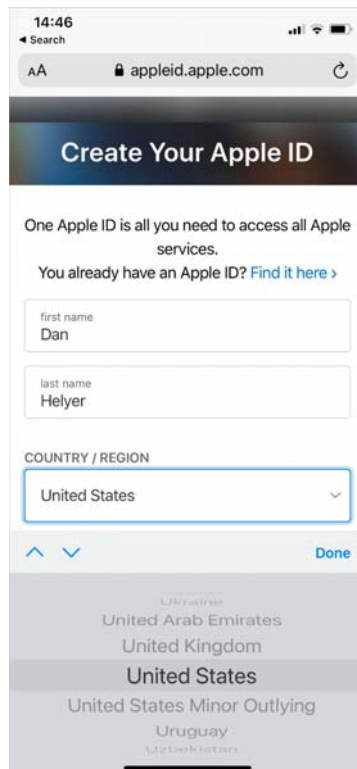 14:46
◀ Search
AA appleid.apple.com
Create Your Apple ID
One Apple ID is all you need to access all Apple
services.
You already have an Apple ID? Find it here >
first name
Dan
last name
Helyer
COUNTRY / REGION
United States
Done
Ukraine
United Arab Emirates
United Kingdom
United States
United States Minor Outlying
Uruguay
Uzbekistan